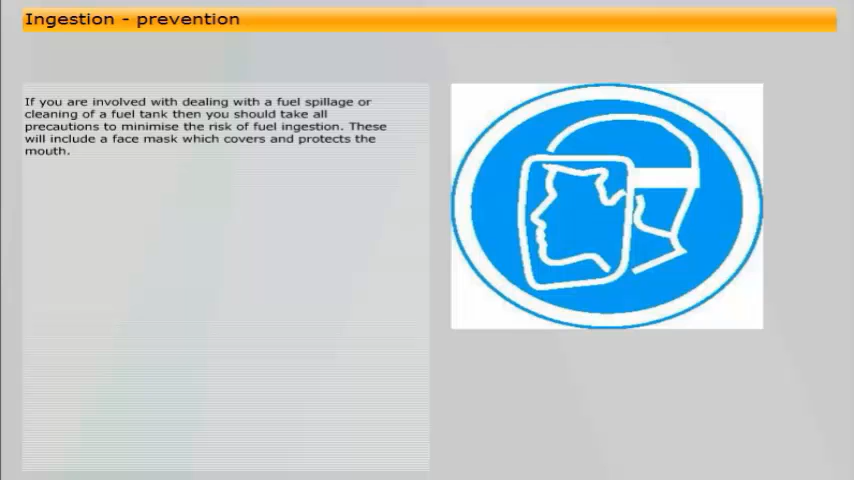 Ingestion - prevention
If you are involved with dealing with a fuel spillage or
cleaning of a fuel tank then you should take all
precautions to minimise the risk of fuel ingestion. These
will include a face mask which covers and protects the
mouth.